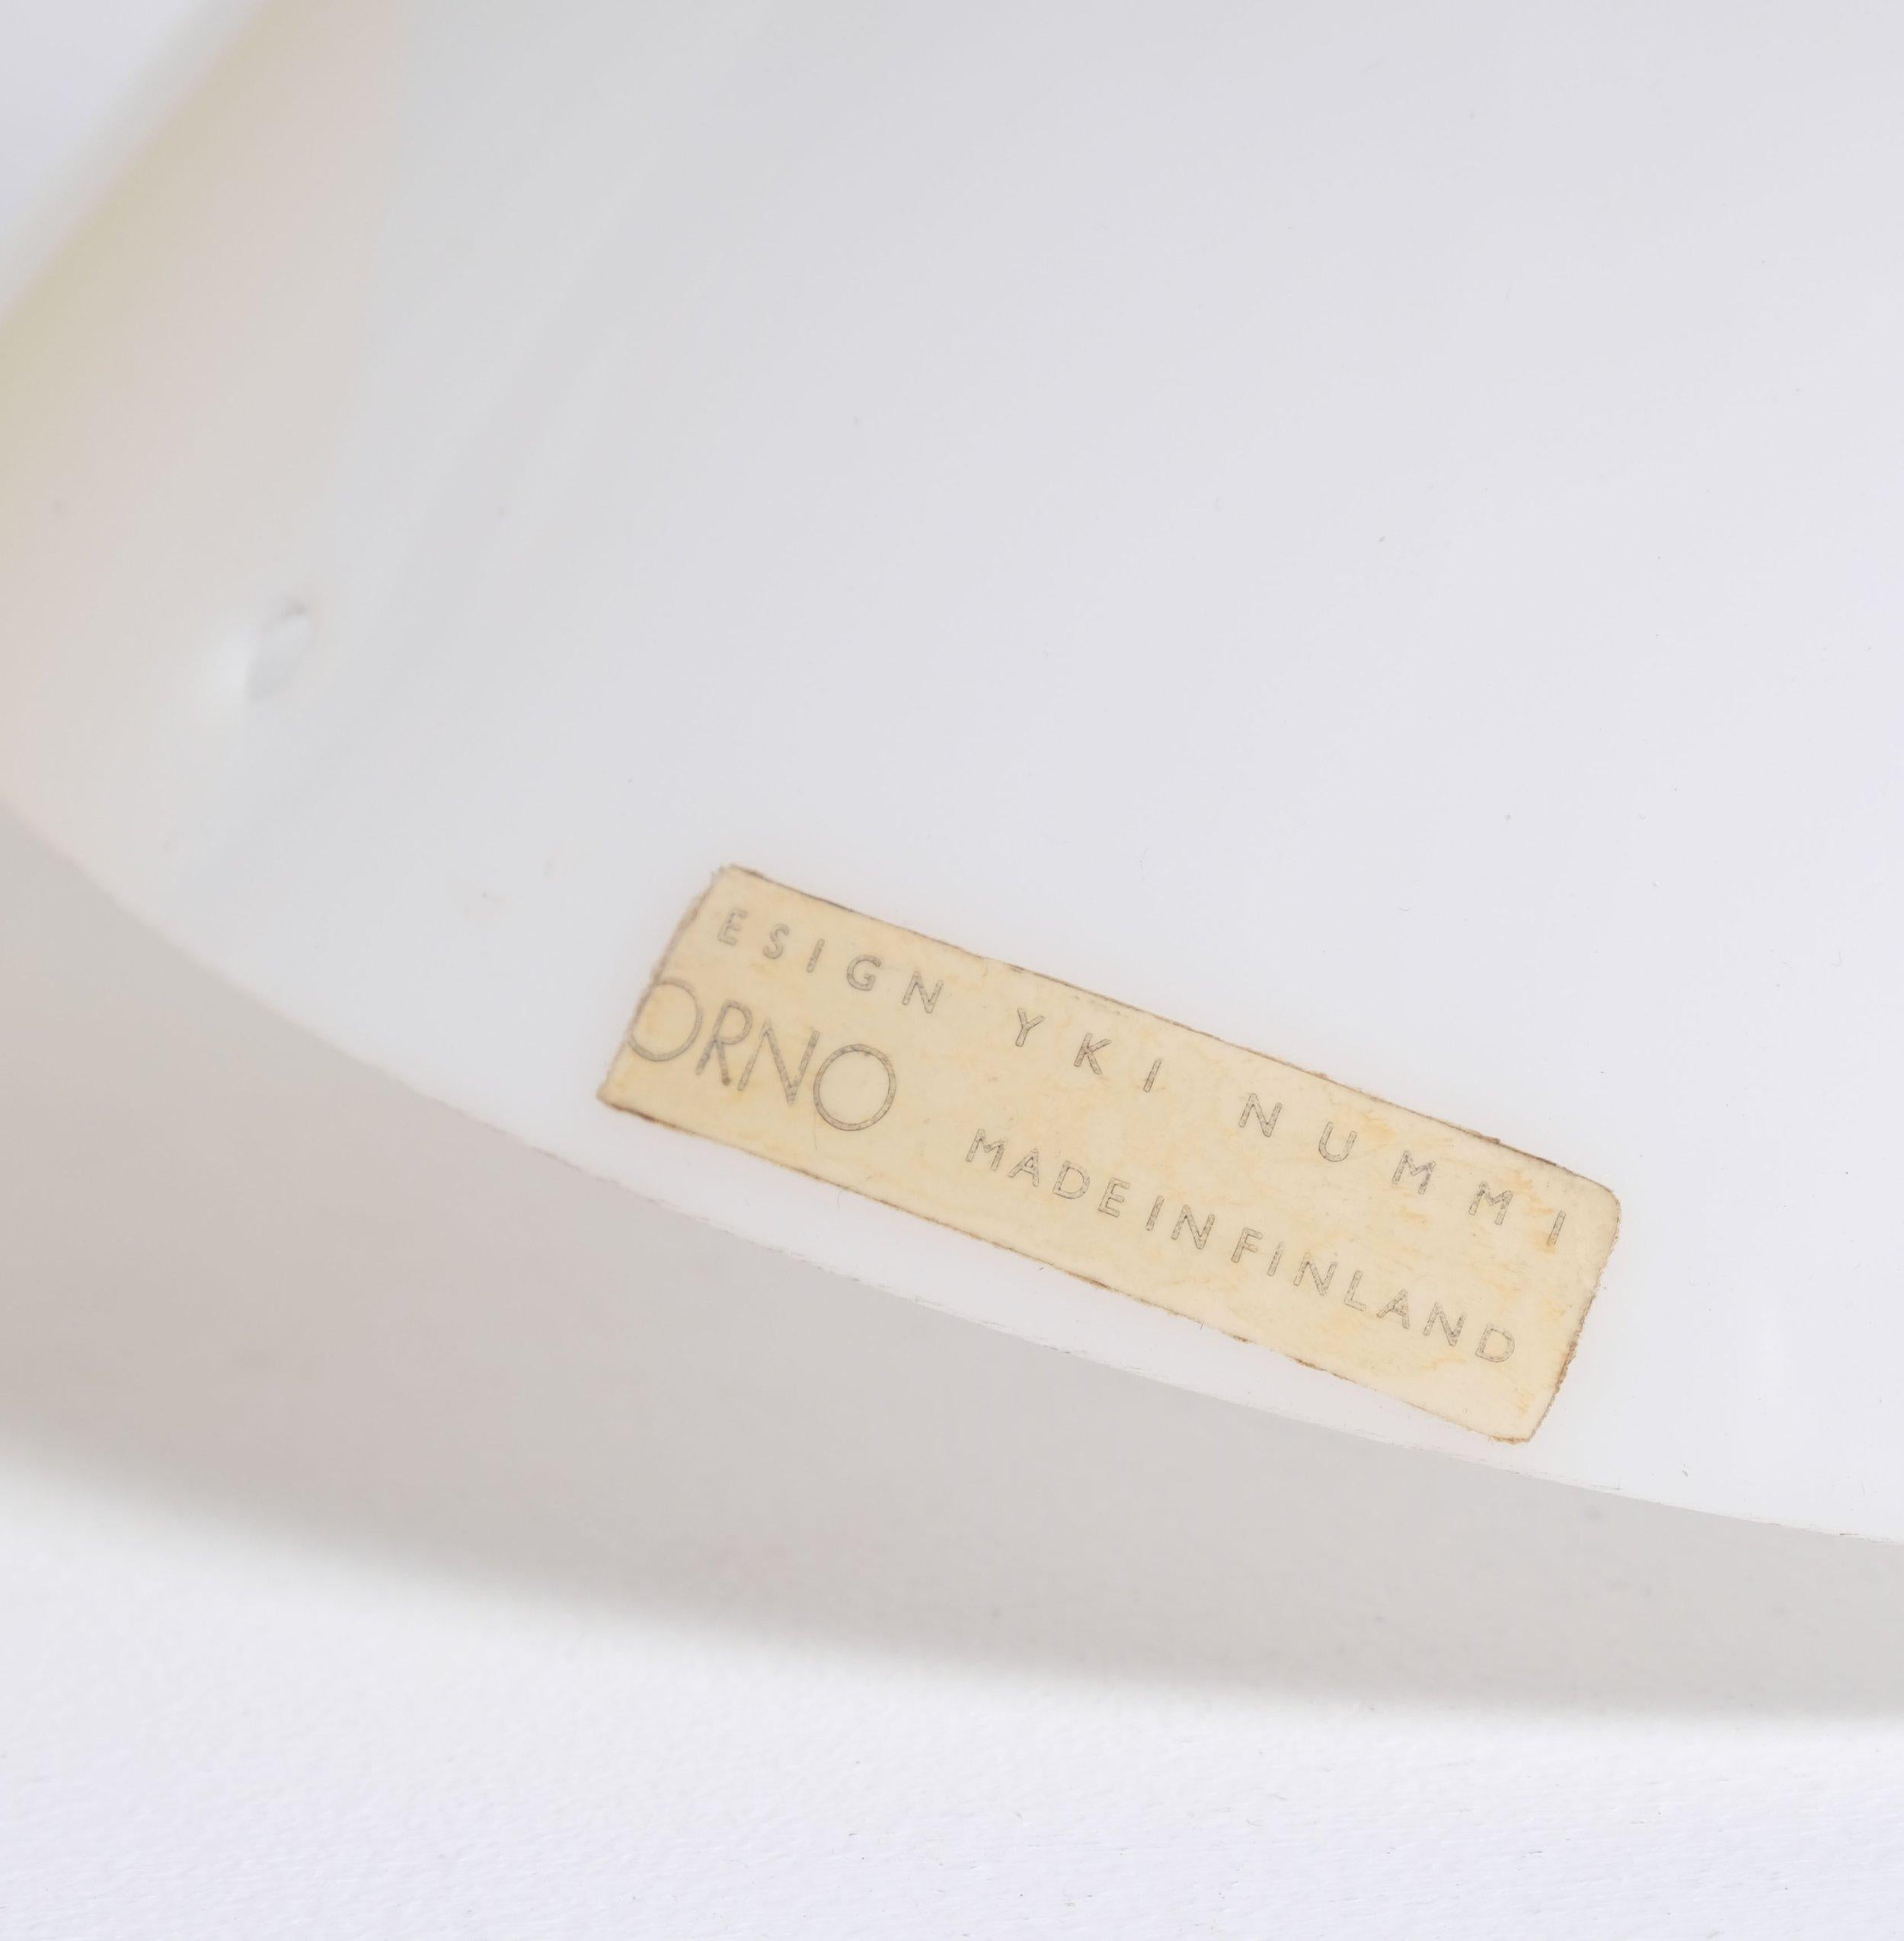 ESIGN YKI NUMMI
ORNO MADE IN FINLAND